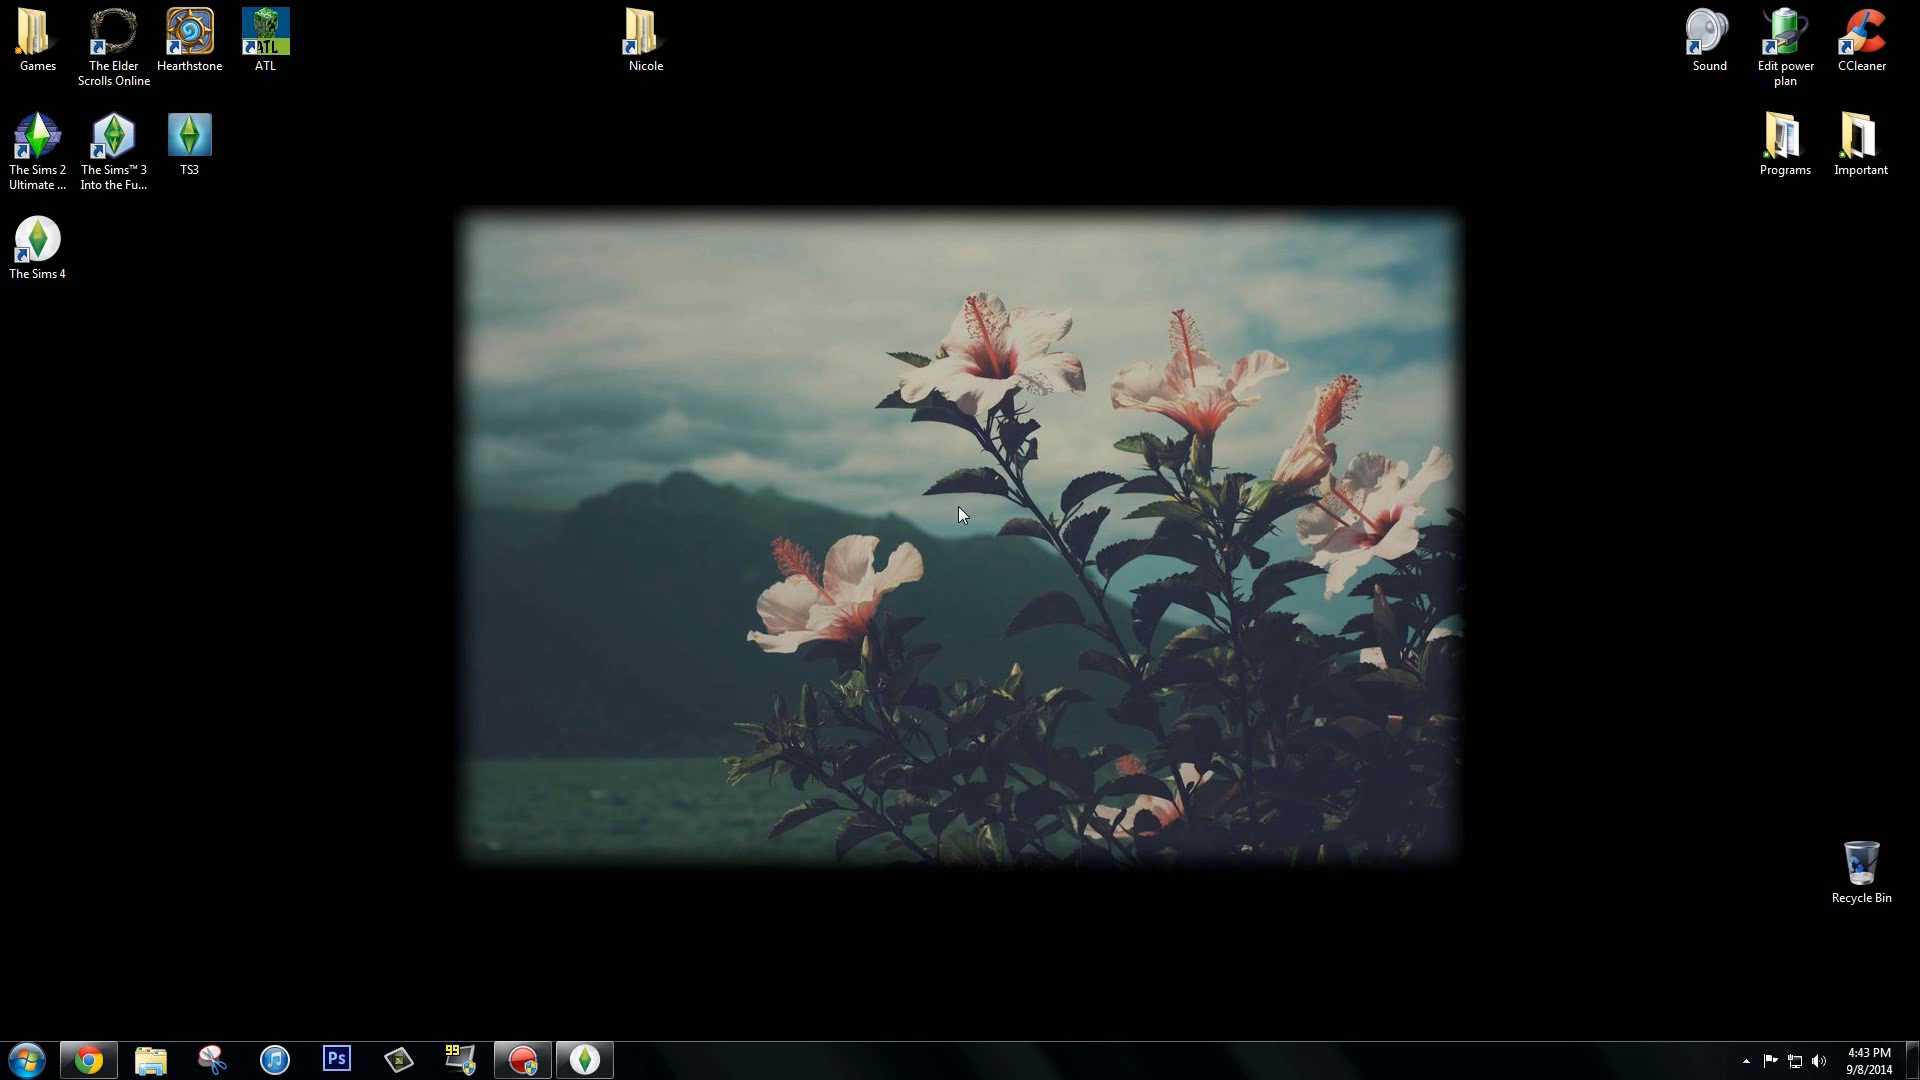 Games
The Elder
Scrolls Online
Hearthstone
ATL
ATL
Nicole
Sound
Edit power
plan
CCleaner
The Sims 2
Ultimate ...
The Sims™ 3
Into the Fu...
TS3
Programs
Important
The Sims 4
Recycle Bin
Ps
99
4:43 PM
9/8/2014